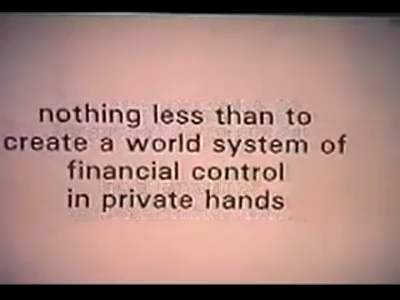 nothing less than to
create a world system of
financial control
in private hands